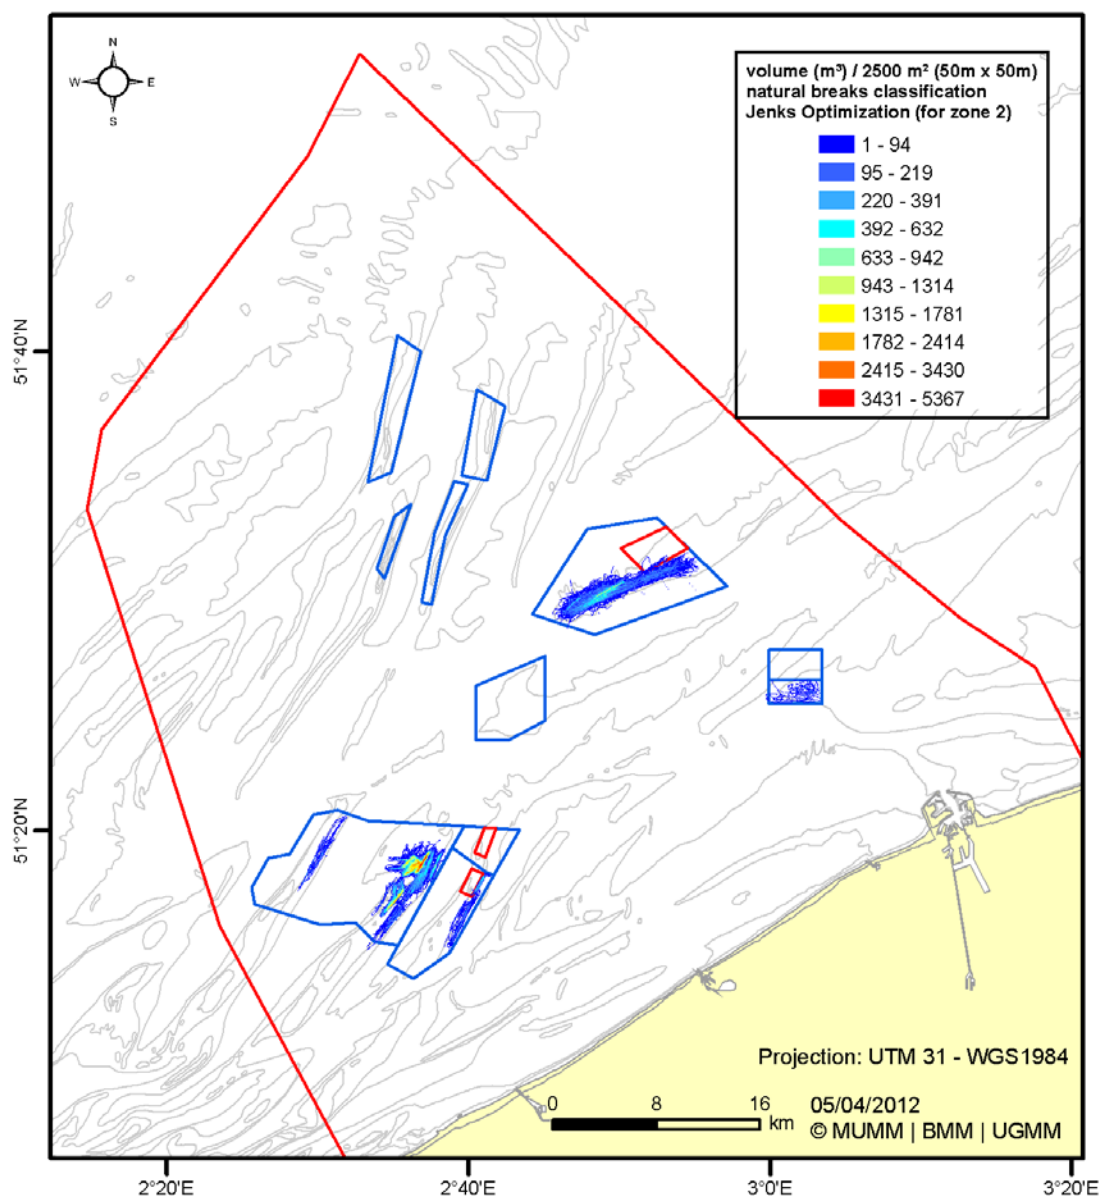 N
W E
S
volume (m³) / 2500 m² (50m x 50m)
natural breaks classification
Jenks Optimization (for zone 2)
1 - 94
95 - 219
220 - 391
392 - 632
633 - 942
943 - 1314
1315 - 1781
1782 - 2414
2415 - 3430
3431 - 5367
51°40'N
51°20'N
Projection: UTM 31 - WGS1984
0 8 16
km
05/04/2012
© MUMM | BMM | UGMM
2°20'E 2°40'E 3°0'E 3°20'E